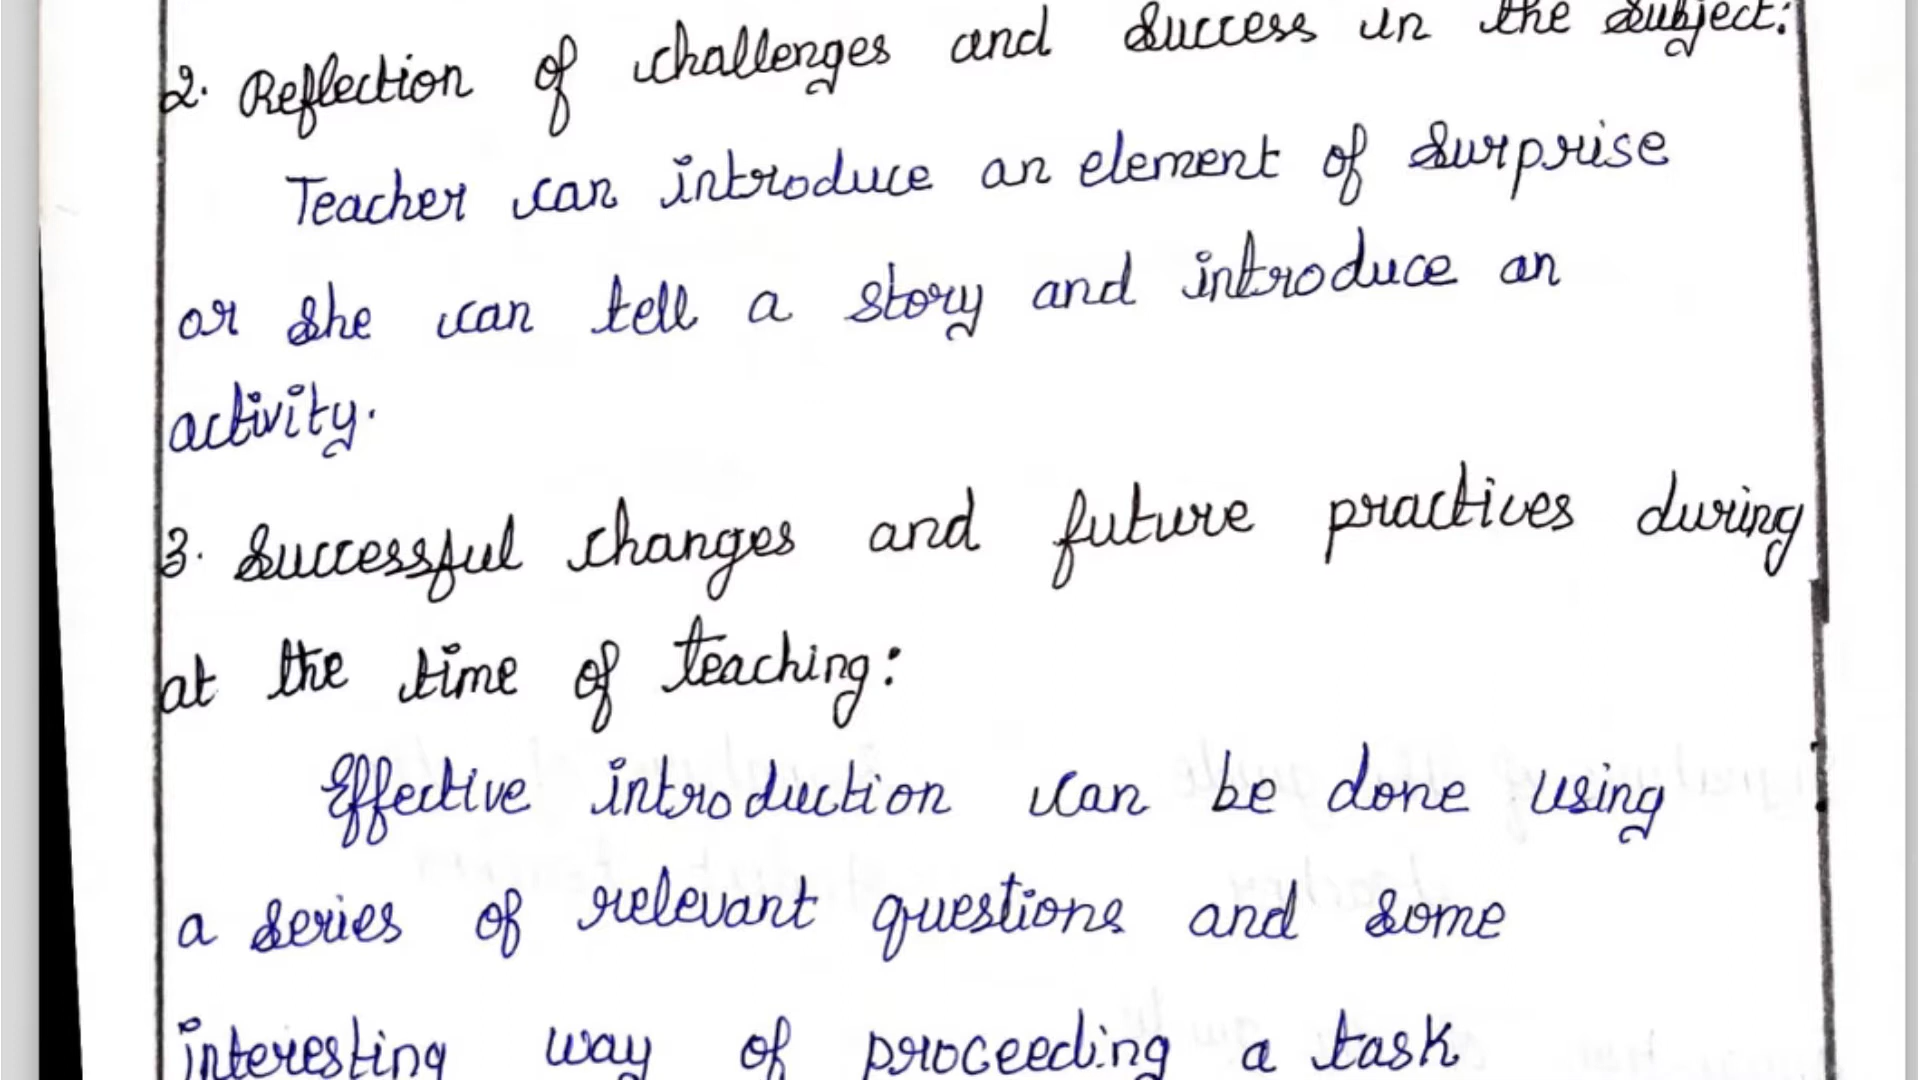 2. Reflection of challenges and Success in the Subject:
Teacher can introduce an element of Surprise
or She can tell a story and introduce an
activity.
3. Successful changes and future practices during
at the time of teaching:
Effective introduction can be done using
a series of relevant questions and some
interesting way of proceeding a task